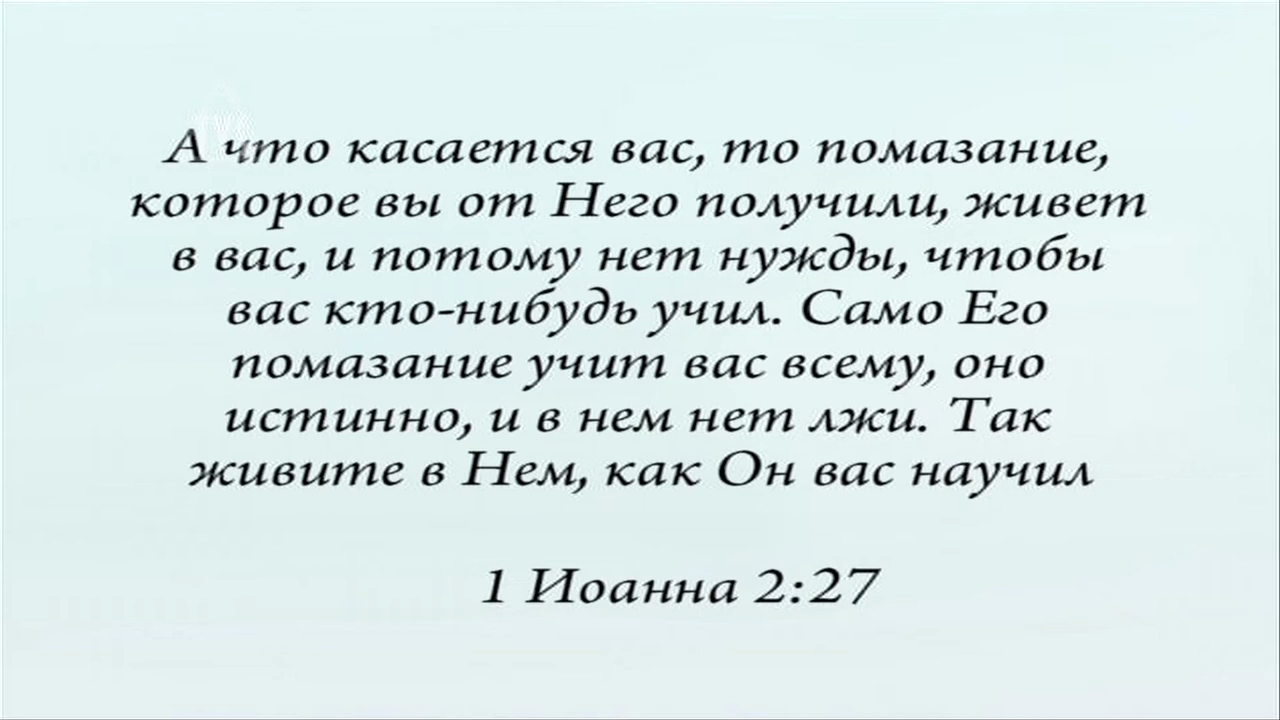 А что касается вас, то помазание,
которое вы от Него получили, живет
в вас, и потому нет нужды, чтобы
вас кто-нибудь учил. Само Его
помазание учит вас всему, оно
истинно, и в нем нет лжи. Так
живите в Нем, как Он вас научил
1 Иоанна 2:27